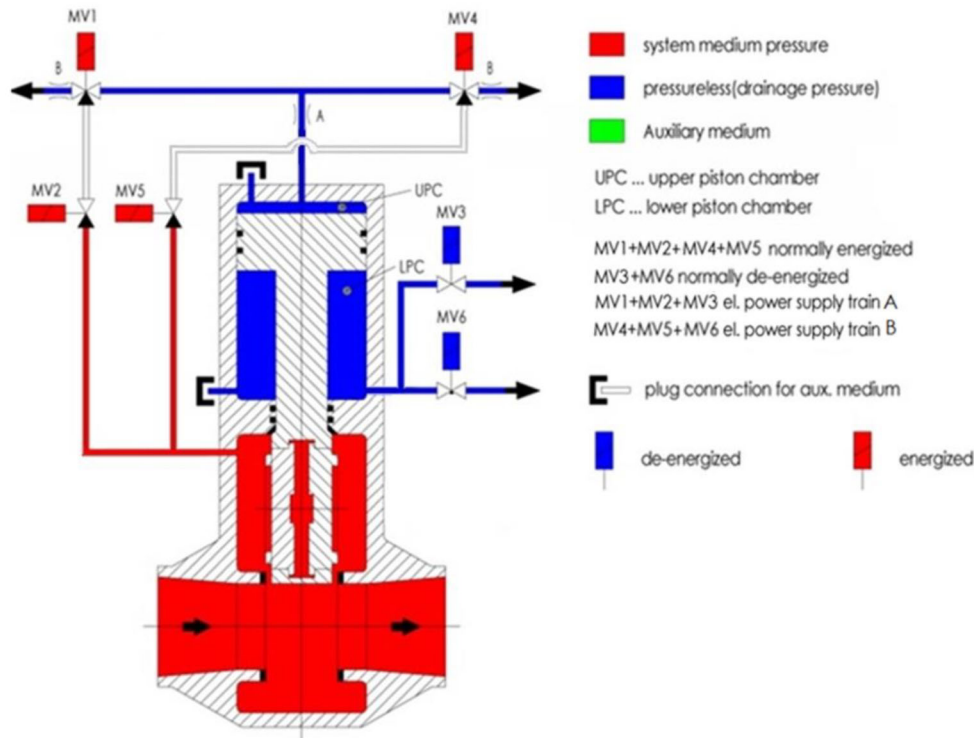 MV1
MV4
B
B
A
MV2
MV5
UPC
MV3
LPC
MV6
system medium pressure
pressureless(drainage pressure)
Auxiliary medium
UPC ... upper piston chamber
LPC ... lower piston chamber
MV1+MV2+MV4+MV5 normally energized
MV3+MV6 normally de-energized
MV1+MV2+MV3 el. power supply train A
MV4+MV5+MV6 el. power supply train B
plug connection for aux. medium
de-energized
energized